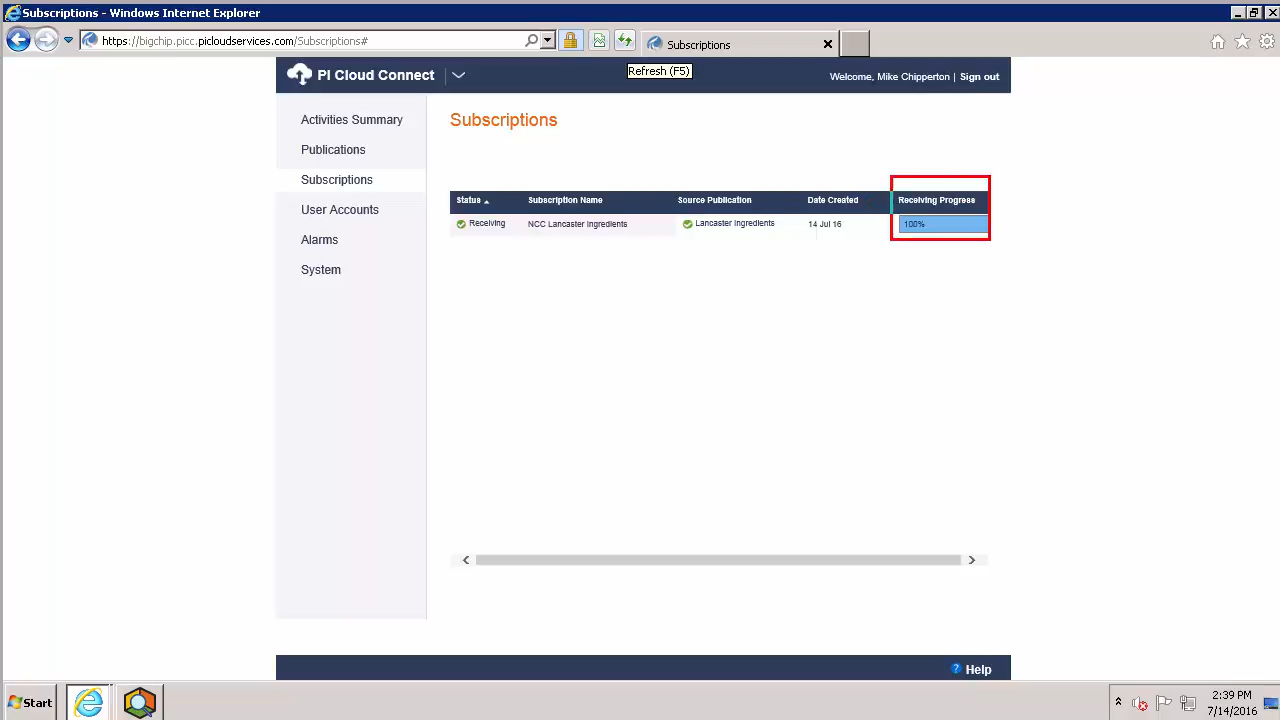 Subscriptions - Windows Internet Explorer
https://bigchip.picc.picloudservices.com/Subscriptions#
Subscriptions
Refresh (F5)
PI Cloud Connect
Welcome, Mike Chipperton | Sign out
Activities Summary
Publications
Subscriptions
User Accounts
Alarms
System
Subscriptions
Status Subscription Name Source Publication Date Created Receiving Progress
Receiving NCC Lancaster Ingredients Lancaster Ingredients 14 Jul 16 100%
? Help
Start
2:39 PM
7/14/2016